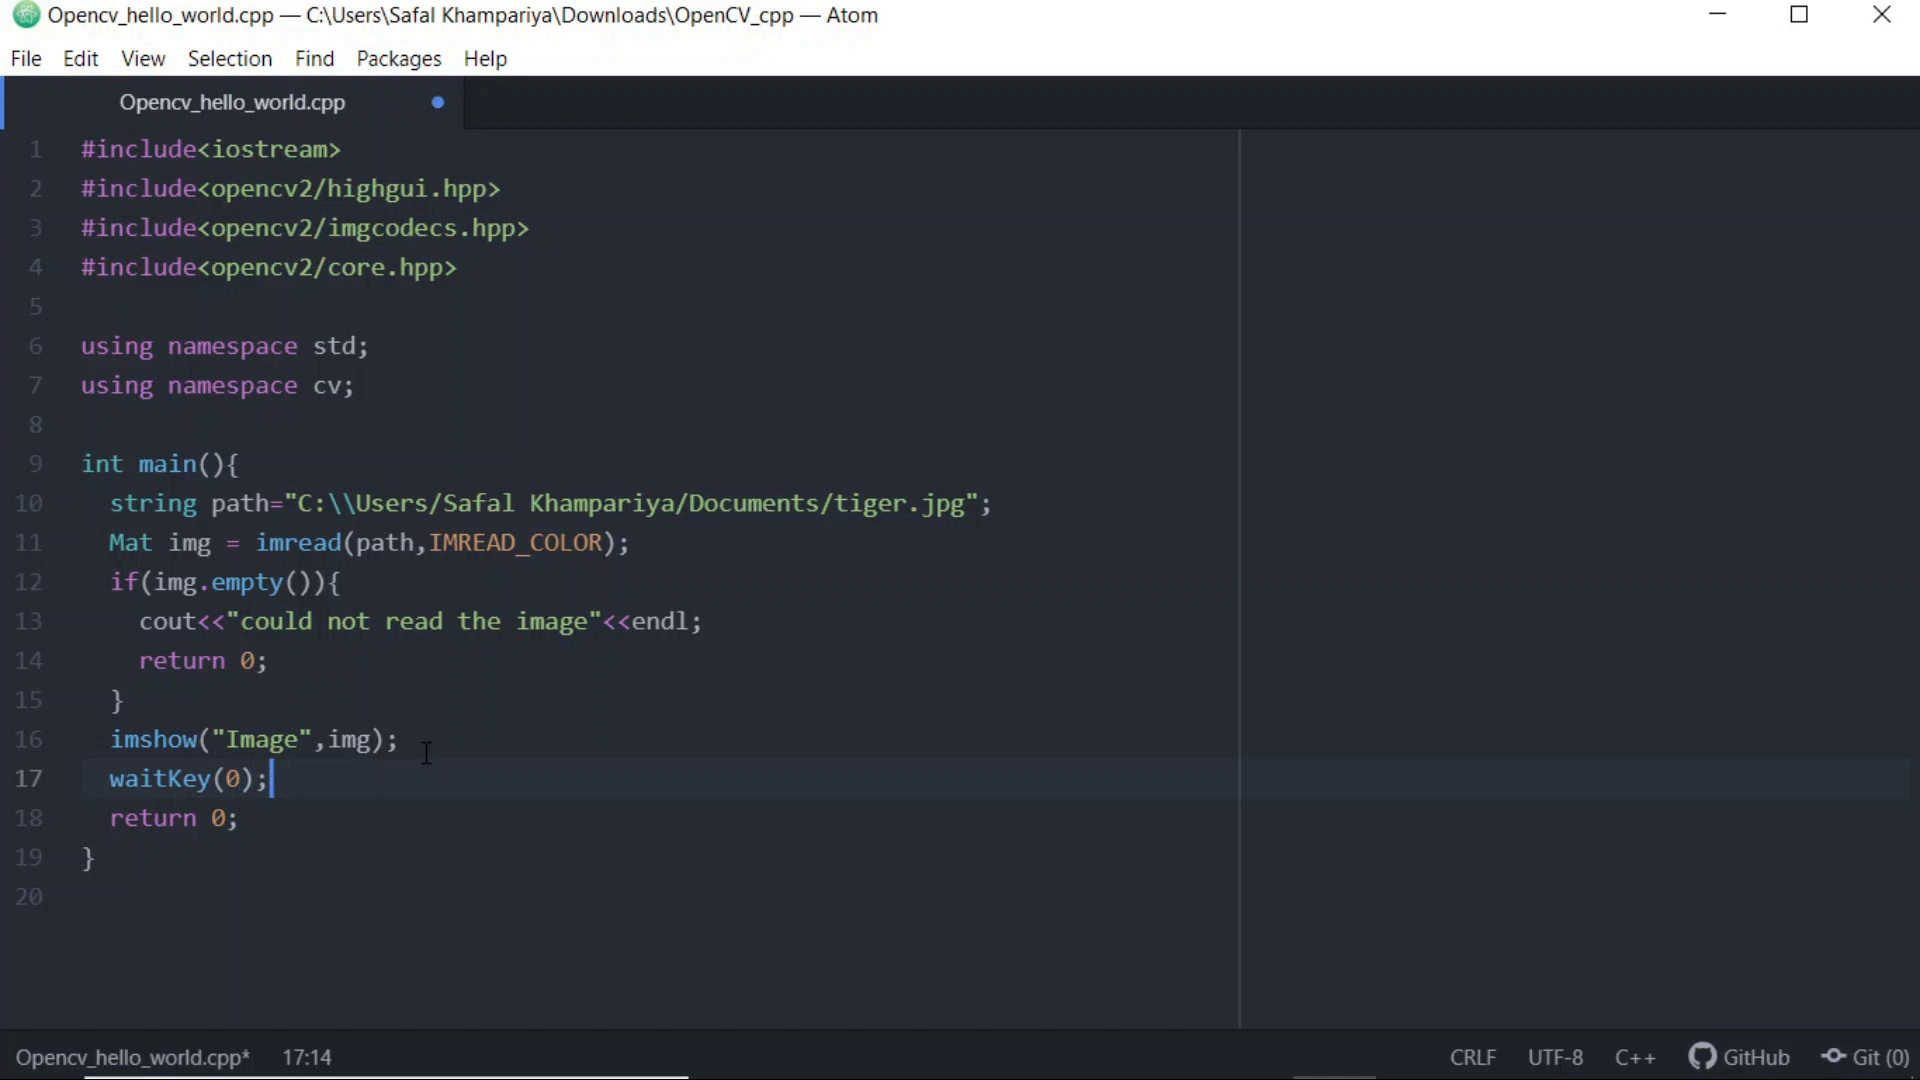 Opencv_hello_world.cpp — C:\Users\Safal Khampariya\Downloads\OpenCV_cpp — Atom
File Edit View Selection Find Packages Help
Opencv_hello_world.cpp
1 #include<iostream>
2 #include<opencv2/highgui.hpp>
3 #include<opencv2/imgcodecs.hpp>
4 #include<opencv2/core.hpp>
5
6 using namespace std;
7 using namespace cv;
8
9 int main(){
10 string path="C:\\Users/Safal Khampariya/Documents/tiger.jpg";
11 Mat img = imread(path,IMREAD_COLOR);
12 if(img.empty()){
13 cout<<"could not read the image"<<endl;
14 return 0;
15 }
16 imshow("Image",img);
17 waitKey(0);
18 return 0;
19 }
20
Opencv_hello_world.cpp* 17:14 CRLF UTF-8 C++ GitHub Git (0)